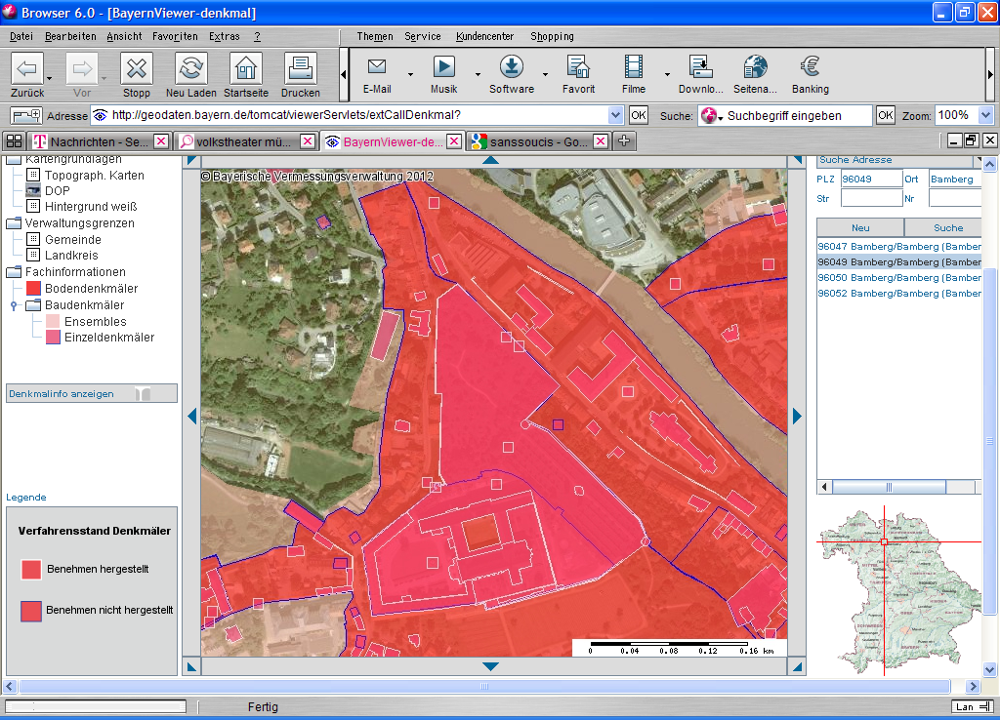 Browser 6.0 - [BayernViewer-denkmal]
Datei Bearbeiten Ansicht Favoriten Extras ? Themen Service Kundencenter Shopping
Zurück Vor Stopp Neu Laden Startseite Drucken E-Mail Musik Software Favorit Filme Downlo... Seitena... Banking
Adresse http://geodaten.bayern.de/tomcat/viewerServlets/extCallDenkmal? OK Suche: Suchbegriff eingeben OK Zoom: 100%
Nachrichten - Se... volkstheater mü... BayernViewer-de... sanssoucis - Go...
Kartengrundlagen
Topograph. Karten
DOP
Hintergrund weiß
Verwaltungsgrenzen
Gemeinde
Landkreis
Fachinformationen
Bodendenkmäler
Baudenkmäler
Ensembles
Einzeldenkmäler
Denkmalinfo anzeigen
Legende
Verfahrensstand Denkmäler
Benehmen hergestellt
Benehmen nicht hergestellt
© Bayerische Vermessungsverwaltung 2012
0 0.04 0.08 0.12 0.16 km
Suche Adresse
PLZ 96049 Ort Bamberg
Str Nr
Neu Suche
96047 Bamberg/Bamberg (Bamber
96049 Bamberg/Bamberg (Bamber
96050 Bamberg/Bamberg (Bamber
96052 Bamberg/Bamberg (Bamber
Fertig
Lan